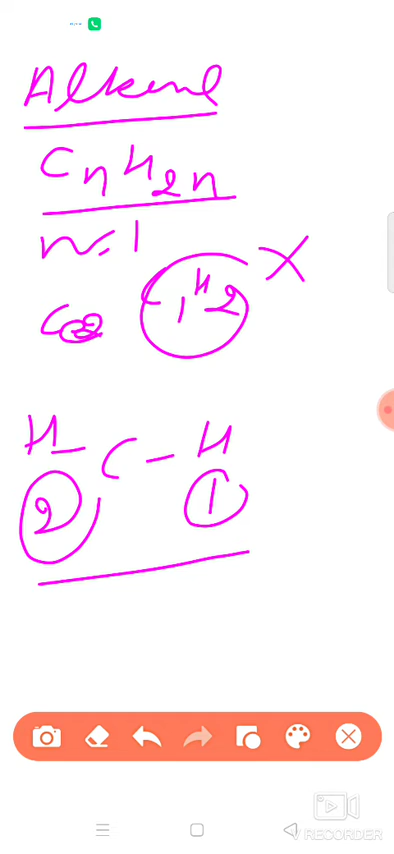 Alkene
CnH2n
n=1
C1H2 X
H - C - H
2 1
V RECORDER